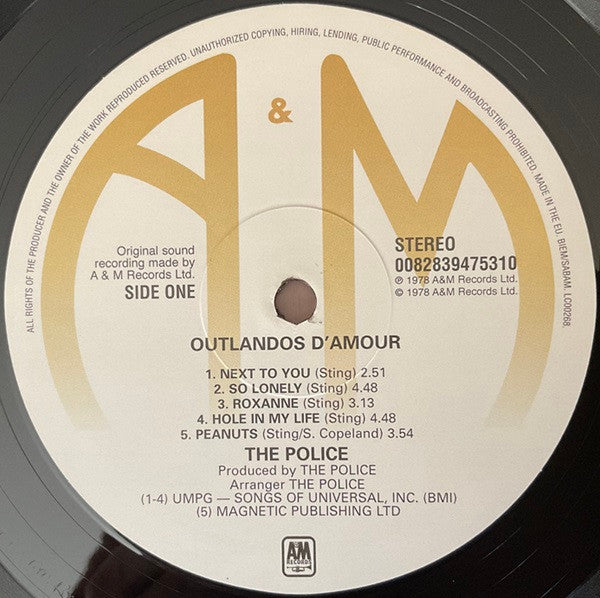 ALL RIGHTS OF THE PRODUCER AND THE OWNER OF THE WORK REPRODUCED RESERVED. UNAUTHORIZED COPYING, HIRING, LENDING, PUBLIC PERFORMANCE AND BROADCASTING PROHIBITED. MADE IN THE EU. BIEM/SABAM. LC00268.
A & M
Original sound
recording made by
A & M Records Ltd.
SIDE ONE
STEREO
0082839475310
℗ 1978 A&M Records Ltd.
© 1978 A&M Records Ltd.
OUTLANDOS D'AMOUR
1. NEXT TO YOU (Sting) 2.51
2. SO LONELY (Sting) 4.48
3. ROXANNE (Sting) 3.13
4. HOLE IN MY LIFE (Sting) 4.48
5. PEANUTS (Sting/S. Copeland) 3.54
THE POLICE
Produced by THE POLICE
Arranger THE POLICE
(1-4) UMPG — SONGS OF UNIVERSAL, INC. (BMI)
(5) MAGNETIC PUBLISHING LTD
A&M
RECORDS